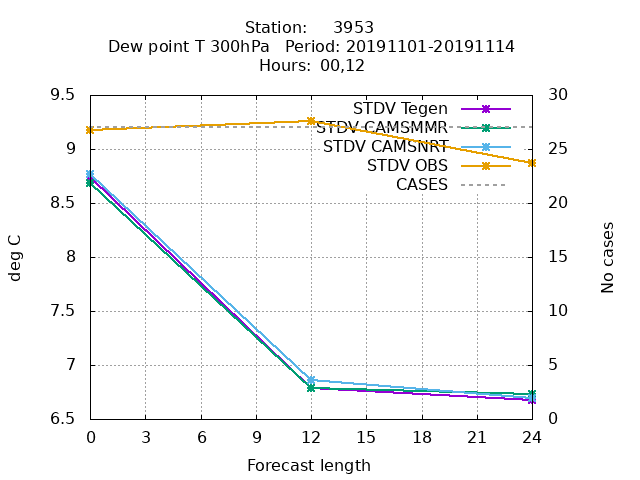 Station: 3953
Dew point T 300hPa Period: 20191101-20191114
Hours: 00,12
9.5
9
8.5
8
7.5
7
6.5
deg C
STDV Tegen
STDV CAMSMMR
STDV CAMSNRT
STDV OBS
CASES
30
25
20
15
10
5
0
No cases
0 3 6 9 12 15 18 21 24
Forecast length